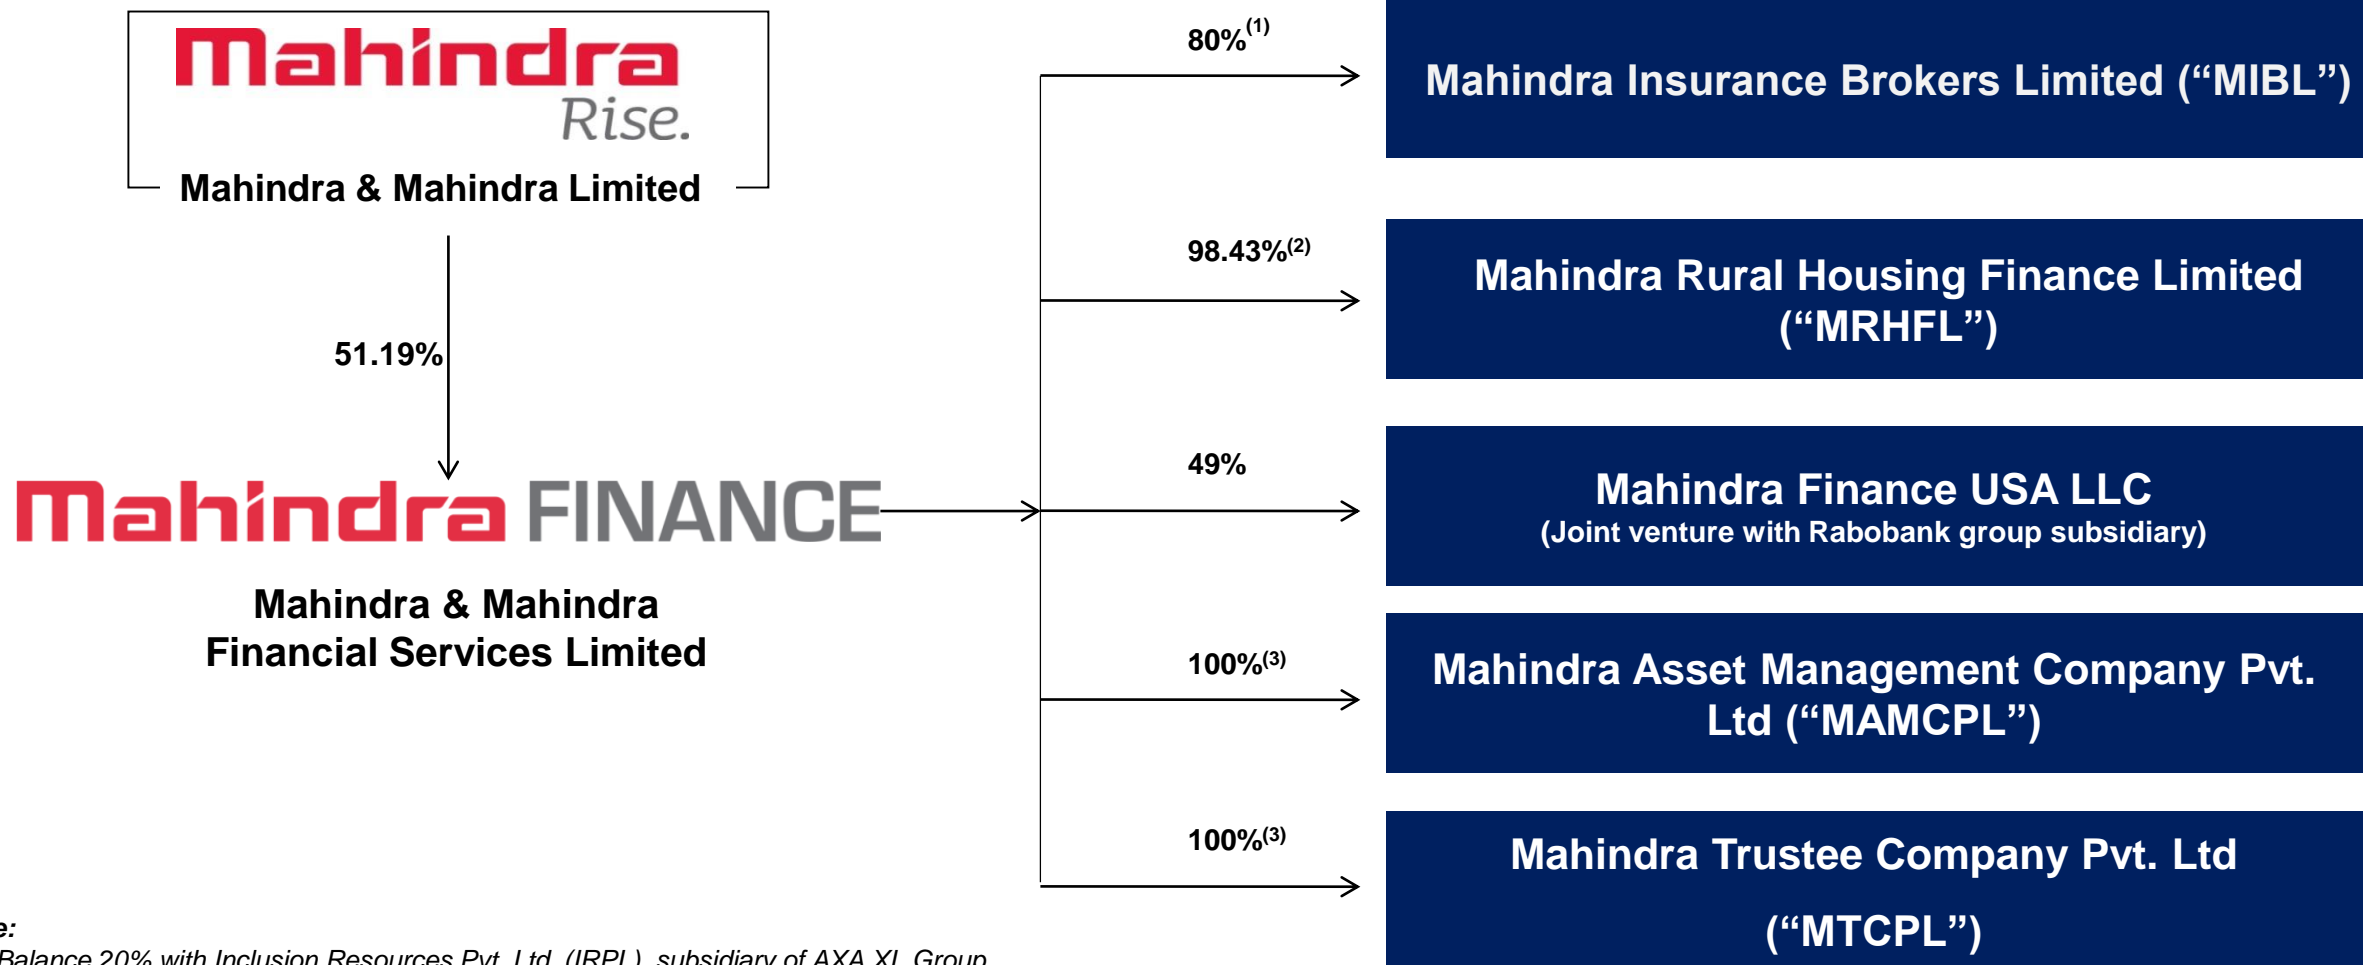 Mahindra
Rise.
Mahindra & Mahindra Limited
51.19%
Mahindra FINANCE
Mahindra & Mahindra
Financial Services Limited
80%(1)
Mahindra Insurance Brokers Limited (“MIBL”)
98.43%(2)
Mahindra Rural Housing Finance Limited
(“MRHFL”)
49%
Mahindra Finance USA LLC
(Joint venture with Rabobank group subsidiary)
100%(3)
Mahindra Asset Management Company Pvt.
Ltd (“MAMCPL”)
100%(3)
Mahindra Trustee Company Pvt. Ltd
(“MTCPL”)
e:
Balance 20% with Inclusion Resources Pvt. Ltd. (IRPL), subsidiary of AXA XL Group